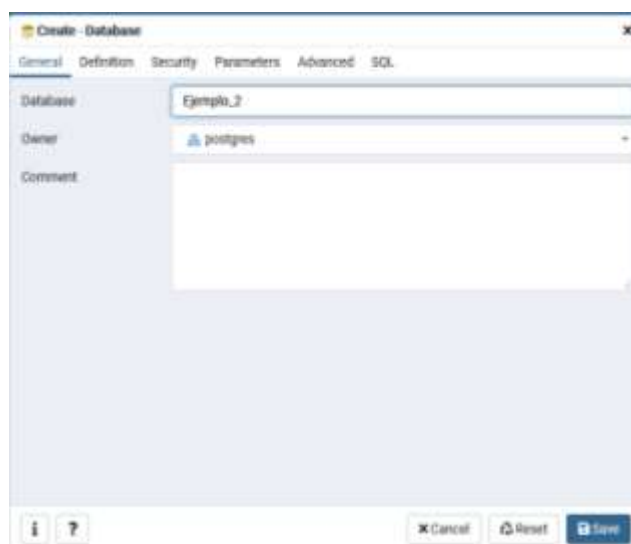 Create - Database
General Definition Security Parameters Advanced SQL
Database Ejemplo_2
Owner postgres
Comment
i ? Cancel Reset Save